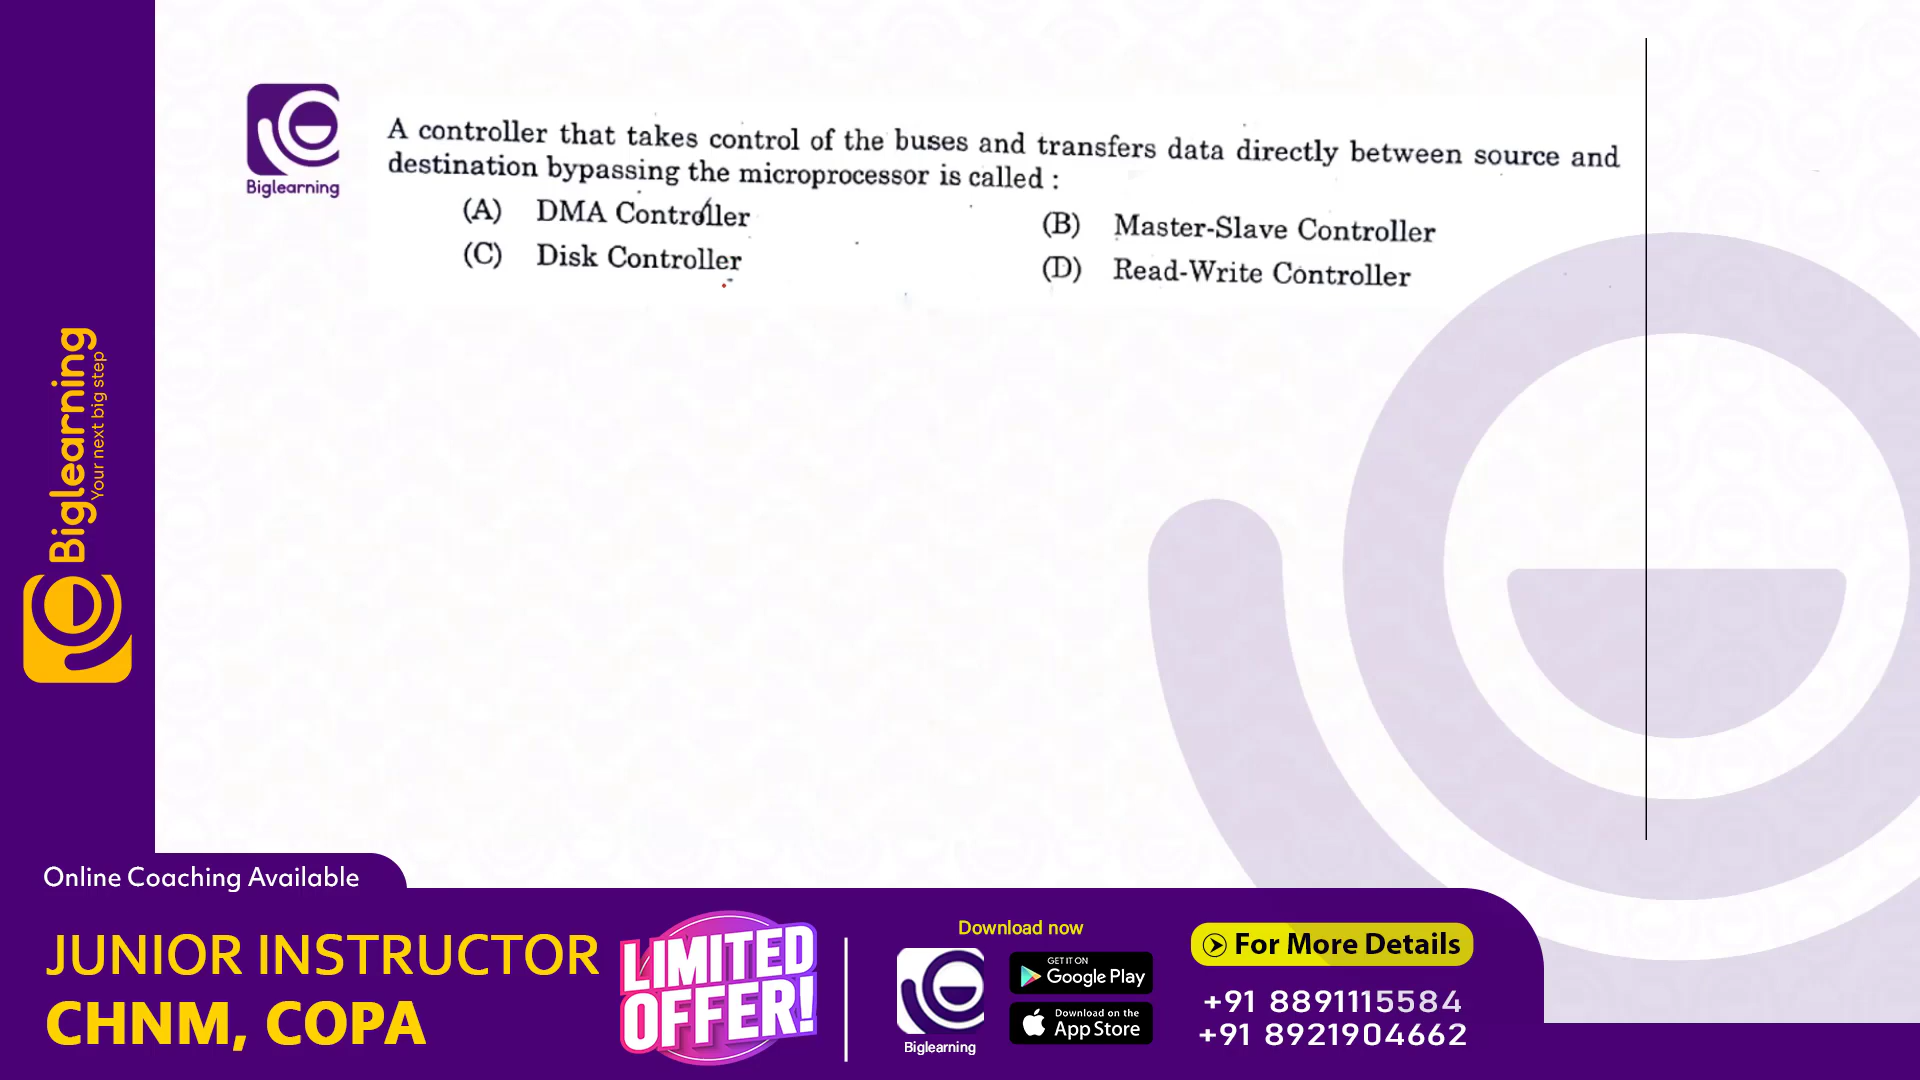 Biglearning
A controller that takes control of the buses and transfers data directly between source and
destination bypassing the microprocessor is called :
(A) DMA Controller
(B) Master-Slave Controller
(C) Disk Controller
(D) Read-Write Controller
Biglearning
Your next big step
Online Coaching Available
JUNIOR INSTRUCTOR
CHNM, COPA
LIMITED
OFFER!
Download now
Biglearning
GET IT ON
Google Play
Download on the
App Store
For More Details
+91 8891115584
+91 8921904662